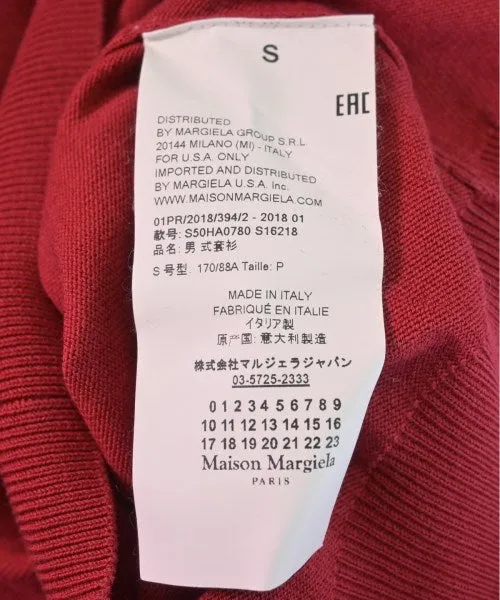 S
EAC
DISTRIBUTED
BY MARGIELA GROUP S.R.L.
20144 MILANO (MI) - ITALY
FOR U.S.A. ONLY
IMPORTED AND DISTRIBUTED
BY MARGIELA U.S.A. Inc.
WWW.MAISONMARGIELA.COM
01PR/2018/394/2 - 2018 01
款号: S50HA0780 S16218
品名: 男 式套衫
S 号型 170/88A Taille: P
MADE IN ITALY
FABRIQUÉ EN ITALIE
イタリア製
原产国: 意大利製造
株式会社マルジェラジャパン
03-5725-2333
0 1 2 3 4 5 6 7 8 9
10 11 12 13 14 15 16
17 18 19 20 21 22 23
Maison Margiela
PARIS